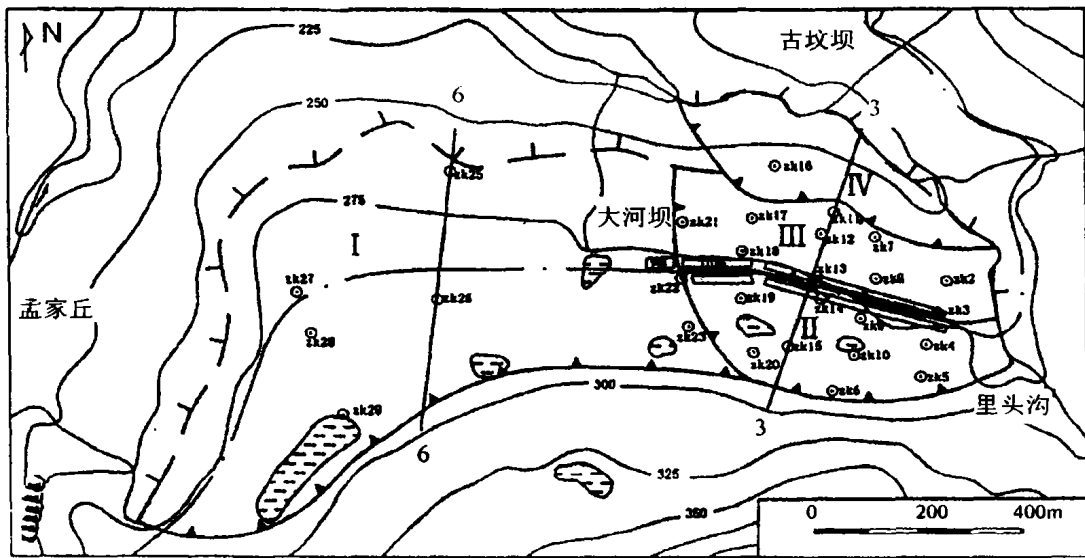 N
225
古坟坝
6
3
250
zk25
zk16
Ⅳ
275
大河坝
zk21
zk17
Ⅲ
zk12
zk7
Ⅰ
zk18
zk13
zk8
zk2
zk27
zk26
zk22
zk19
zk14
zk3
孟家丘
zk28
zk23
Ⅱ
zk15
zk10
zk4
zk20
zk6
zk5
300
zk29
6
3
里头沟
325
350
0
200
400m